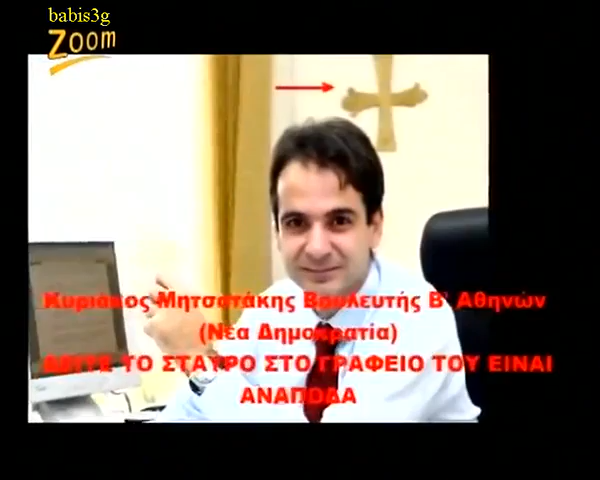 babis3g
Zoom
Κυριάκος Μητσοτάκης Βουλευτής Β' Αθηνών
(Νέα Δημοκρατία)
ΔΕΙΤΕ ΤΟ ΣΤΑΥΡΟ ΣΤΟ ΓΡΑΦΕΙΟ ΤΟΥ ΕΙΝΑΙ
ΑΝΑΠΟΔΑ